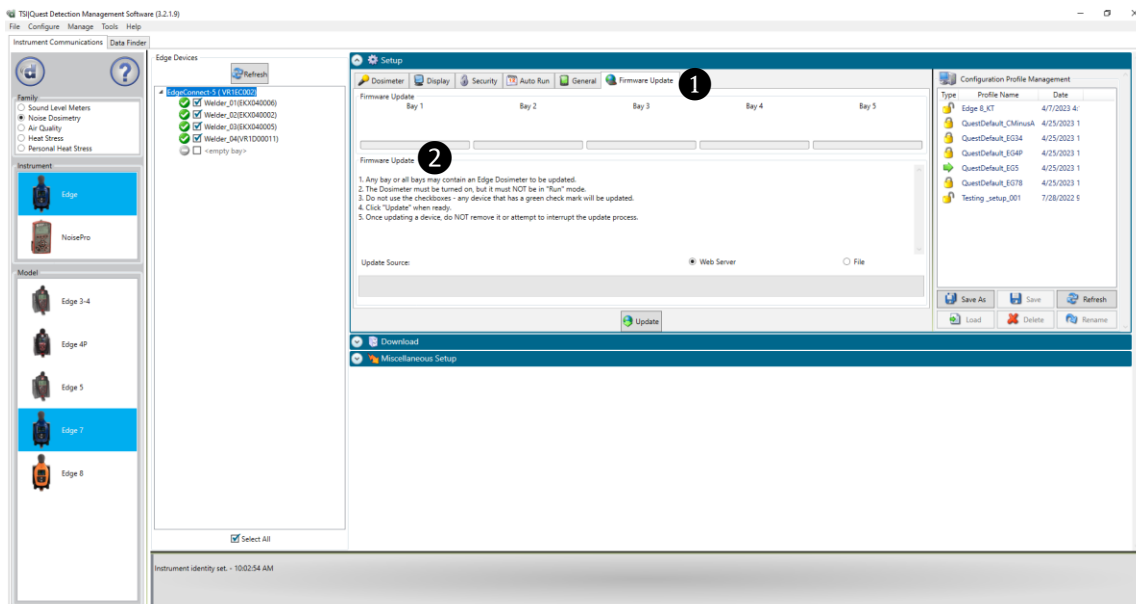 TSI|Quest Detection Management Software (3.2.1.9)
File Configure Manage Tools Help
Instrument Communications Data Finder
Family
Sound Level Meters
Noise Dosimetry
Air Quality
Heat Stress
Personal Heat Stress
Instrument
Edge
NoisePro
Model
Edge 3-4
Edge 4P
Edge 5
Edge 7
Edge 8
Edge Devices
Refresh
EdgeConnect-5 ( VR1EC002)
Welder_01(EKX040006)
Welder_02(EKX040002)
Welder_03(EKX040005)
Welder_04(VR1D00011)
<empty bay>
Select All
Setup
Dosimeter Display Security Auto Run General Firmware Update 1
Firmware Update
Bay 1 Bay 2 Bay 3 Bay 4 Bay 5
Firmware Update 2
1. Any bay or all bays may contain an Edge Dosimeter to be updated.
2. The Dosimeter must be turned on, but it must NOT be in "Run" mode.
3. Do not use the checkboxes - any device that has a green check mark will be updated.
4. Click "Update" when ready.
5. Once updating a device, do NOT remove it or attempt to interrupt the update process.
Update Source: Web Server File
Update
Download
Miscellaneous Setup
Configuration Profile Management
Type Profile Name Date
Edge 8_KT 4/7/2023 4:
QuestDefault_CMinusA 4/25/2023 1
QuestDefault_EG34 4/25/2023 1
QuestDefault_EG4P 4/25/2023 1
QuestDefault_EG5 4/25/2023 1
QuestDefault_EG78 4/25/2023 1
Testing _setup_001 7/28/2022 9
Save As Save Refresh
Load Delete Rename
Instrument identity set. - 10:02:54 AM